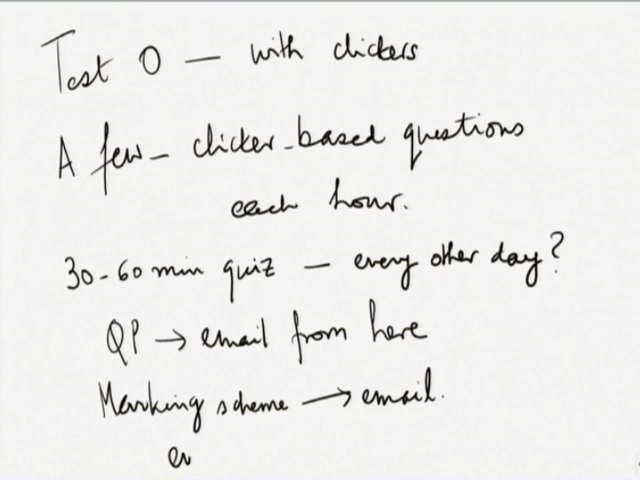 Test 0 — with clickers
A few - clicker-based questions
each hour.
30-60 min quiz — every other day?
QP → email from here
Marking scheme → email.
ev